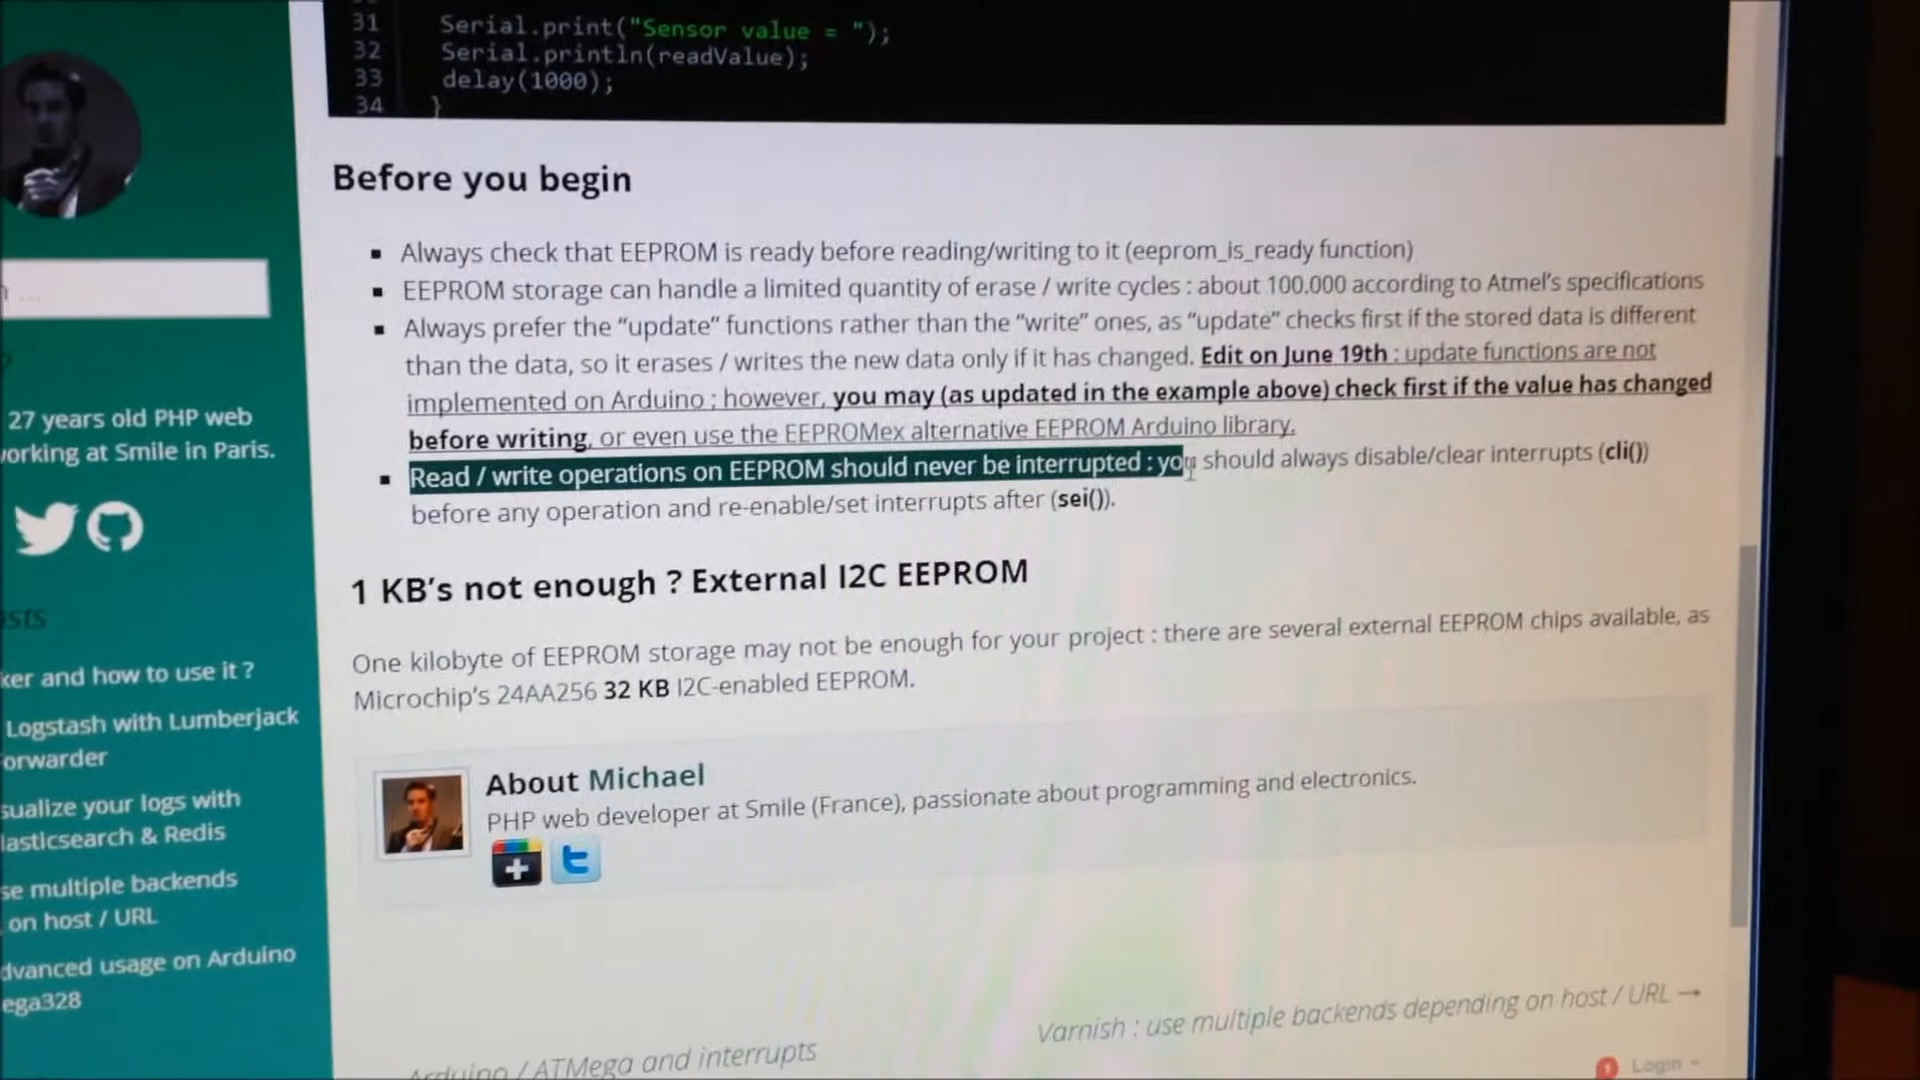 31 Serial.print("Sensor value = ");
32 Serial.println(readValue);
33 delay(1000);
34 }
Before you begin
Always check that EEPROM is ready before reading/writing to it (eeprom_is_ready function)
EEPROM storage can handle a limited quantity of erase / write cycles : about 100.000 according to Atmel's specifications
Always prefer the “update” functions rather than the “write” ones, as “update” checks first if the stored data is different
than the data, so it erases / writes the new data only if it has changed. Edit on June 19th : update functions are not
implemented on Arduino ; however, you may (as updated in the example above) check first if the value has changed
before writing, or even use the EEPROMex alternative EEPROM Arduino library.
Read / write operations on EEPROM should never be interrupted : you should always disable/clear interrupts (cli())
before any operation and re-enable/set interrupts after (sei()).
1 KB’s not enough ? External I2C EEPROM
One kilobyte of EEPROM storage may not be enough for your project : there are several external EEPROM chips available, as
Microchip’s 24AA256 32 KB I2C-enabled EEPROM.
About Michael
PHP web developer at Smile (France), passionate about programming and electronics.
Varnish : use multiple backends depending on host / URL →
Arduino / ATMega and interrupts
Login
27 years old PHP web
working at Smile in Paris.
and how to use it ?
Logstash with Lumberjack
orwarder
sualize your logs with
lasticsearch & Redis
se multiple backends
on host / URL
dvanced usage on Arduino
ega328